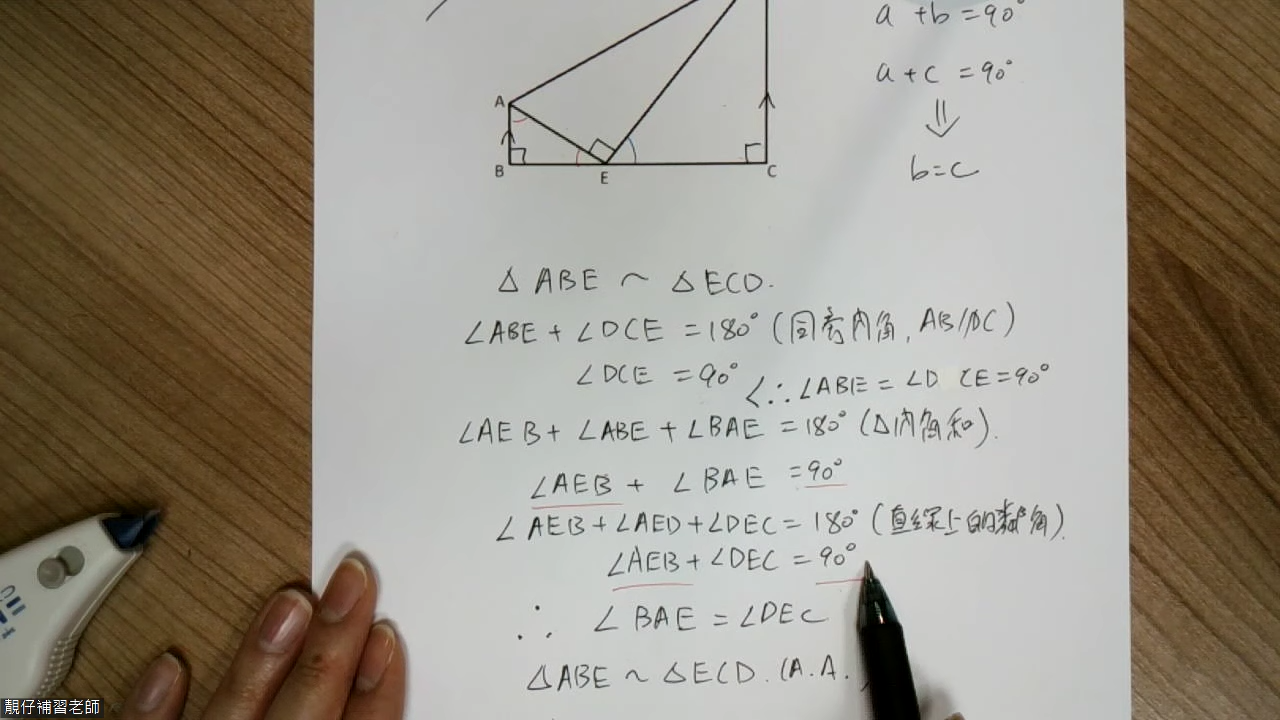 a + b = 90°
a + c = 90°
⇓
b = c
A
B
E
C
△ ABE ~ △ ECD.
∠ABE + ∠DCE = 180° (同旁內角, AB//DC)
∠DCE = 90° <∴ ∠ABE = ∠D CE = 90°
∠AEB + ∠ABE + ∠BAE = 180° (△內角和).
∠AEB + ∠BAE = 90°
∠AEB + ∠AED + ∠DEC = 180° (直綫上的鄰角).
∠AEB + ∠DEC = 90°
∴ ∠BAE = ∠DEC
△ABE ~ △ECD. (A.A.
靚仔補習老師